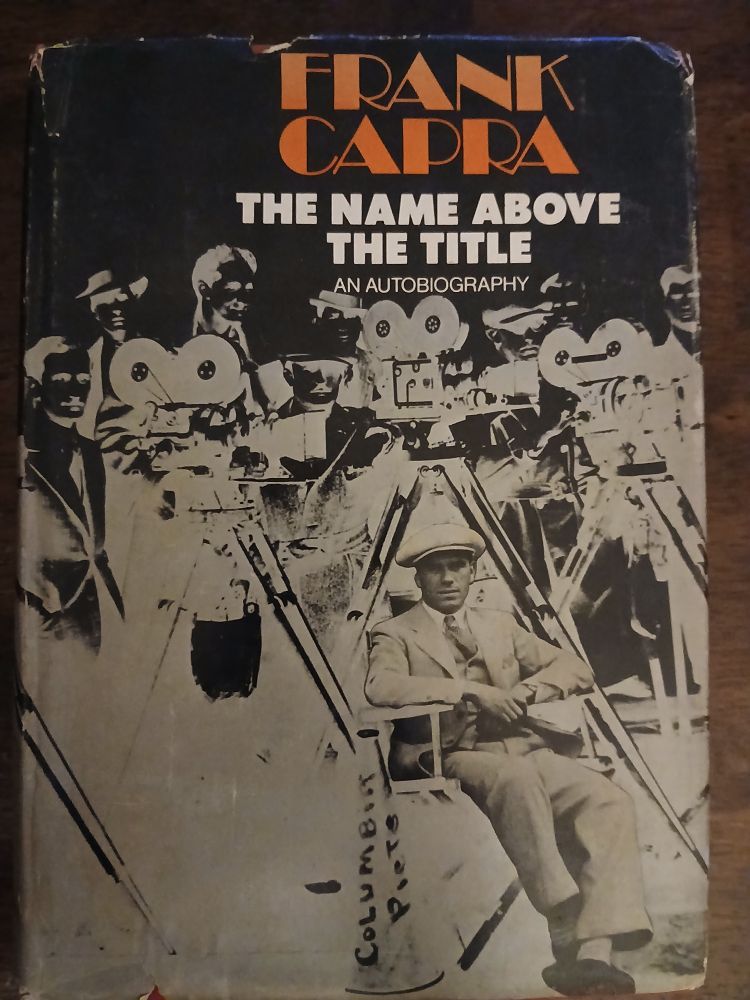 FRANK
CAPRA
THE NAME ABOVE
THE TITLE
AN AUTOBIOGRAPHY
COLUMBIA
PICTS